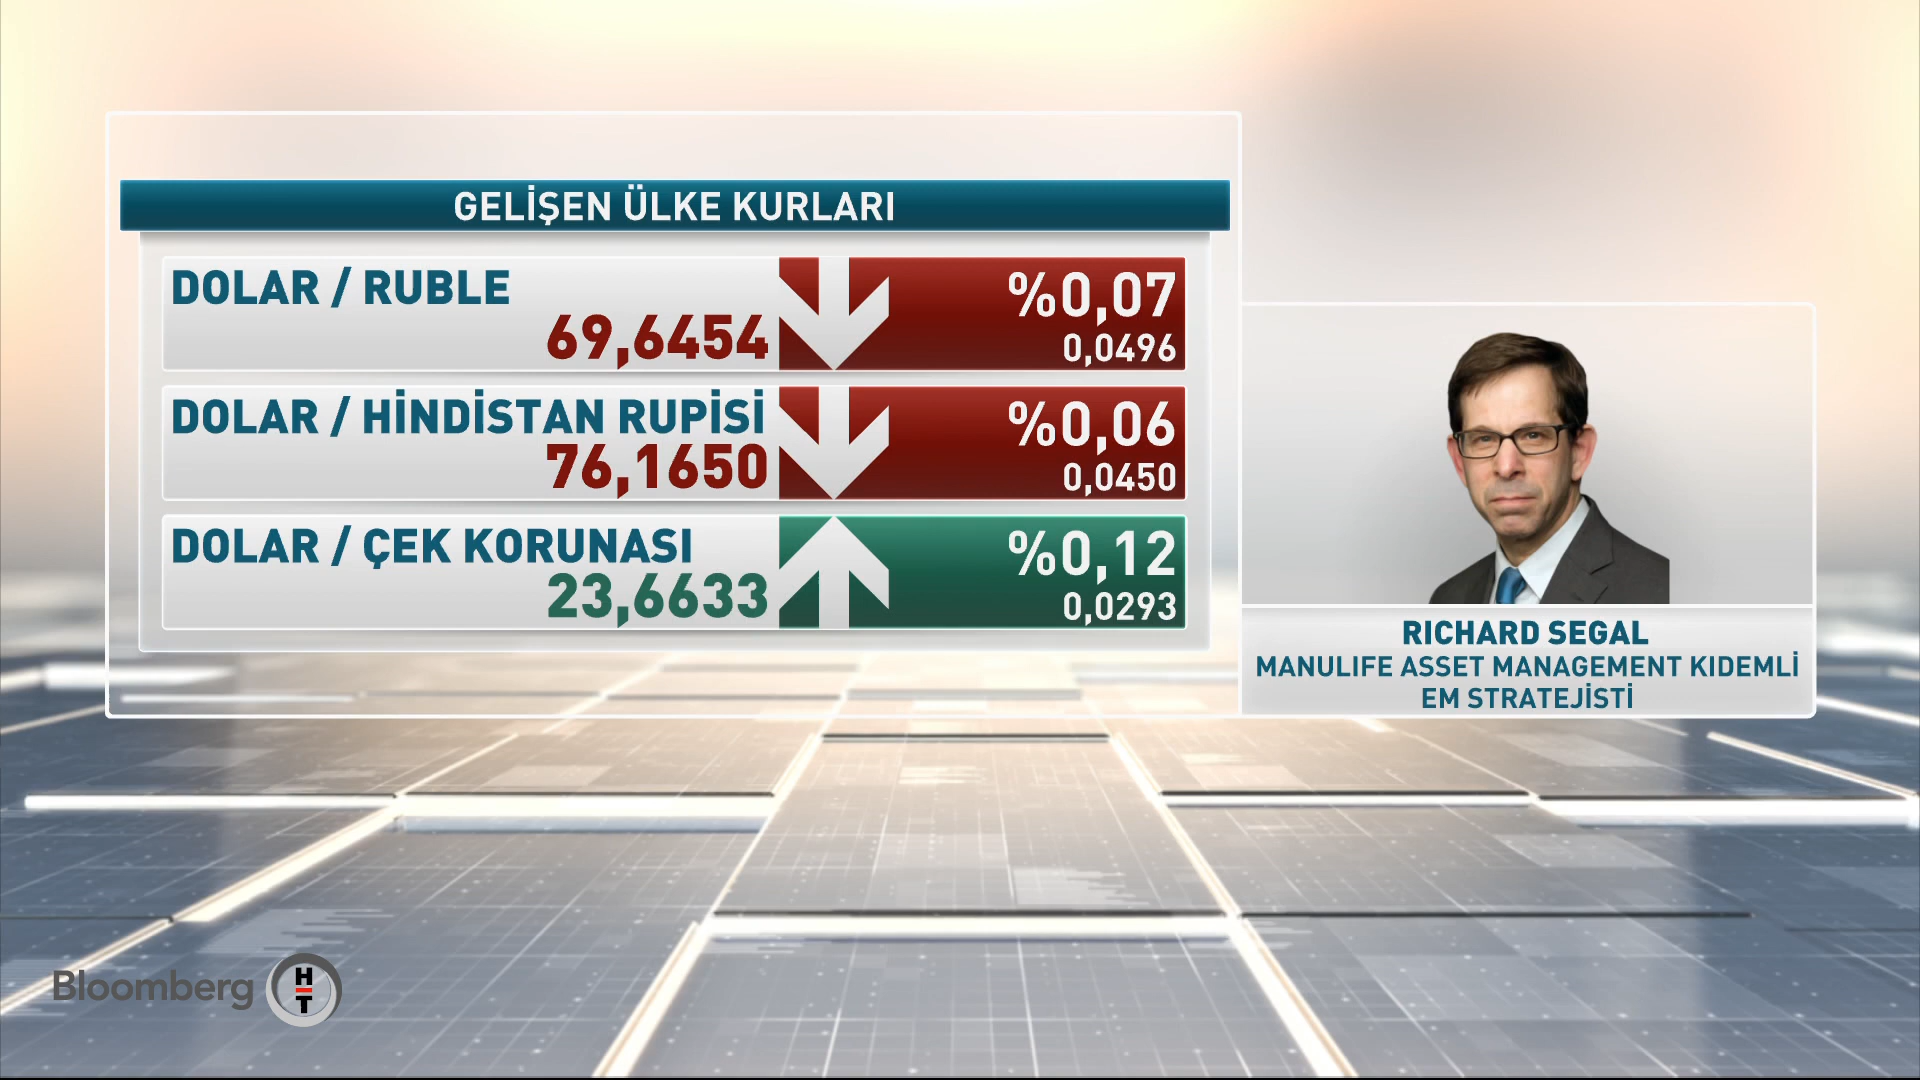 GELİŞEN ÜLKE KURLARI
DOLAR / RUBLE
69,6454
%0,07
0,0496
DOLAR / HİNDİSTAN RUPİSİ
76,1650
%0,06
0,0450
DOLAR / ÇEK KORUNASI
23,6633
%0,12
0,0293
RICHARD SEGAL
MANULIFE ASSET MANAGEMENT KIDEMLİ
EM STRATEJİSTİ
Bloomberg HT